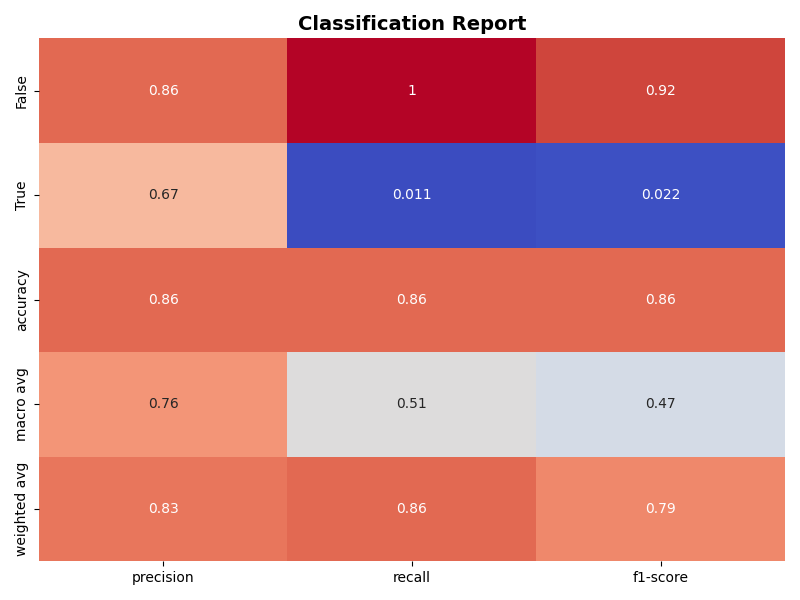 Classification Report
False 0.86 1 0.92
True 0.67 0.011 0.022
accuracy 0.86 0.86 0.86
macro avg 0.76 0.51 0.47
weighted avg 0.83 0.86 0.79
precision recall f1-score